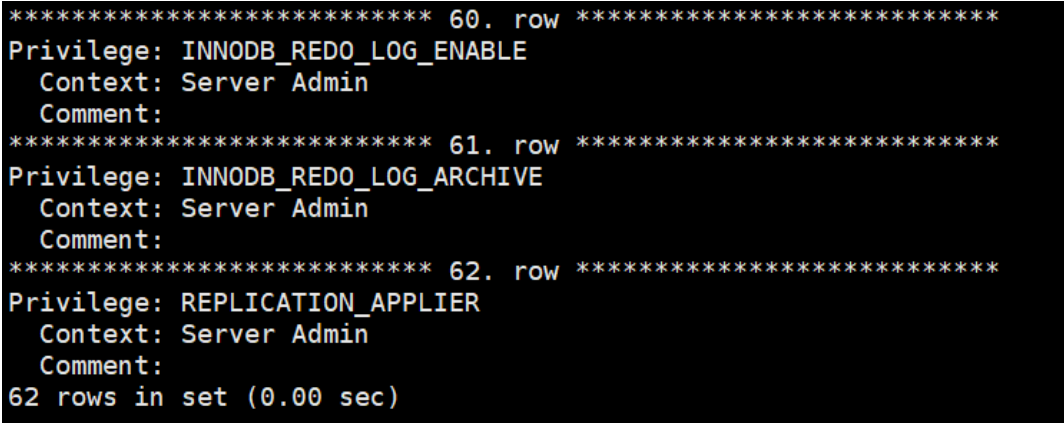 *************************** 60. row ***************************
Privilege: INNODB_REDO_LOG_ENABLE
  Context: Server Admin
  Comment:
*************************** 61. row ***************************
Privilege: INNODB_REDO_LOG_ARCHIVE
  Context: Server Admin
  Comment:
*************************** 62. row ***************************
Privilege: REPLICATION_APPLIER
  Context: Server Admin
  Comment:
62 rows in set (0.00 sec)